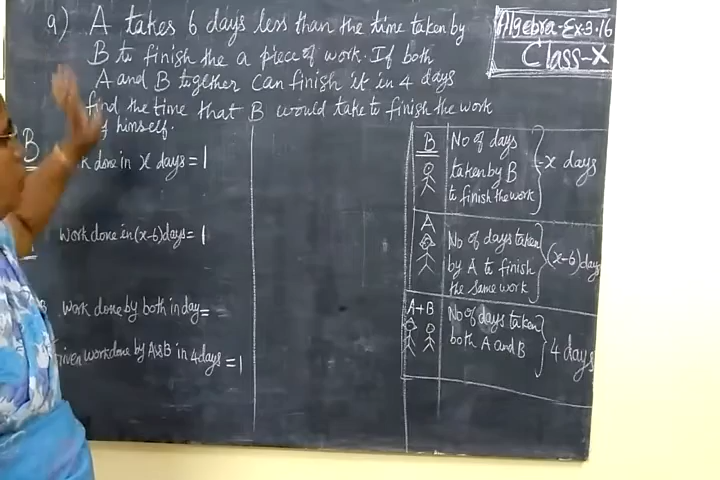 9) A takes 6 days less than the time taken by
B to finish the a piece of work. If both
A and B together can finish it in 4 days
find the time that B would take to finish the work
himself.
Algebra-Ex-3.16
Class-X
B
done in x days = 1
Work done in (x-6) days = 1
Work done by both in day =
Given work done by A&B in 4 days = 1
B
No of days
taken by B
to finish the work
x days
A
No of days taken
by A to finish
the same work
(x-6) days
A+B
No of days taken
both A and B
4 days